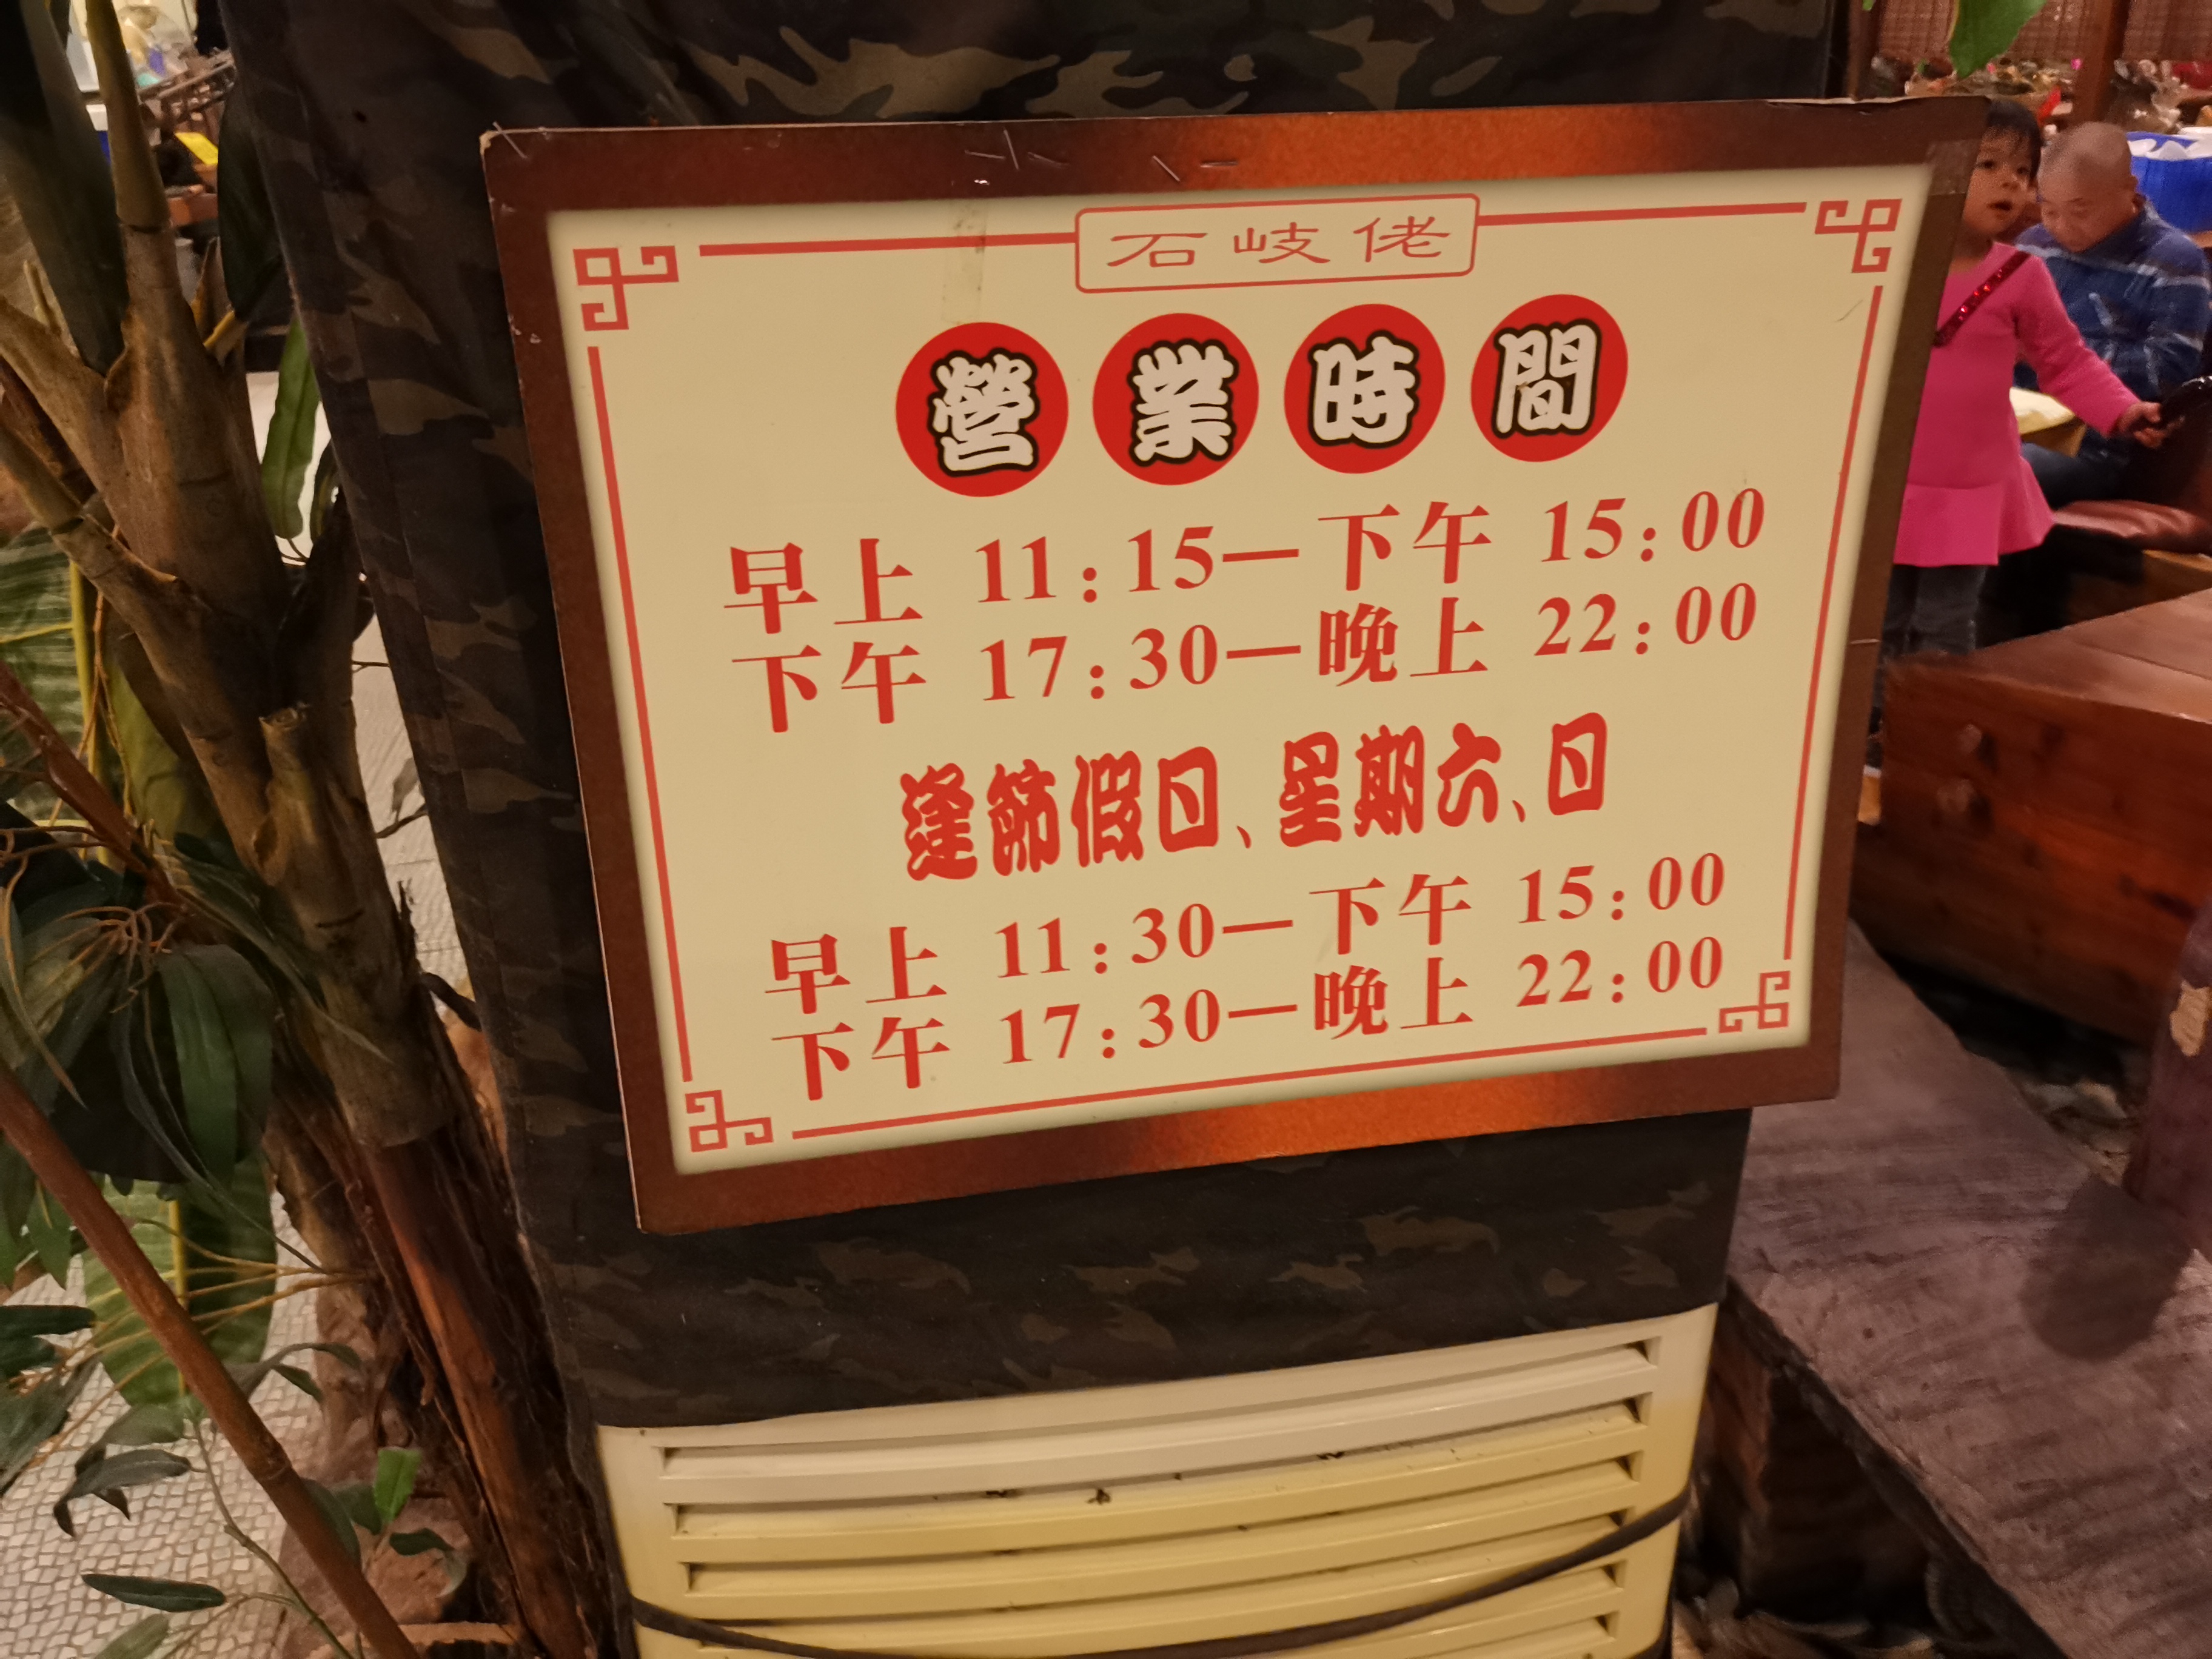 石岐佬
營業時間
早上 11:15—下午 15:00
下午 17:30—晚上 22:00
逢節假日、星期六、日
早上 11:30—下午 15:00
下午 17:30—晚上 22:00